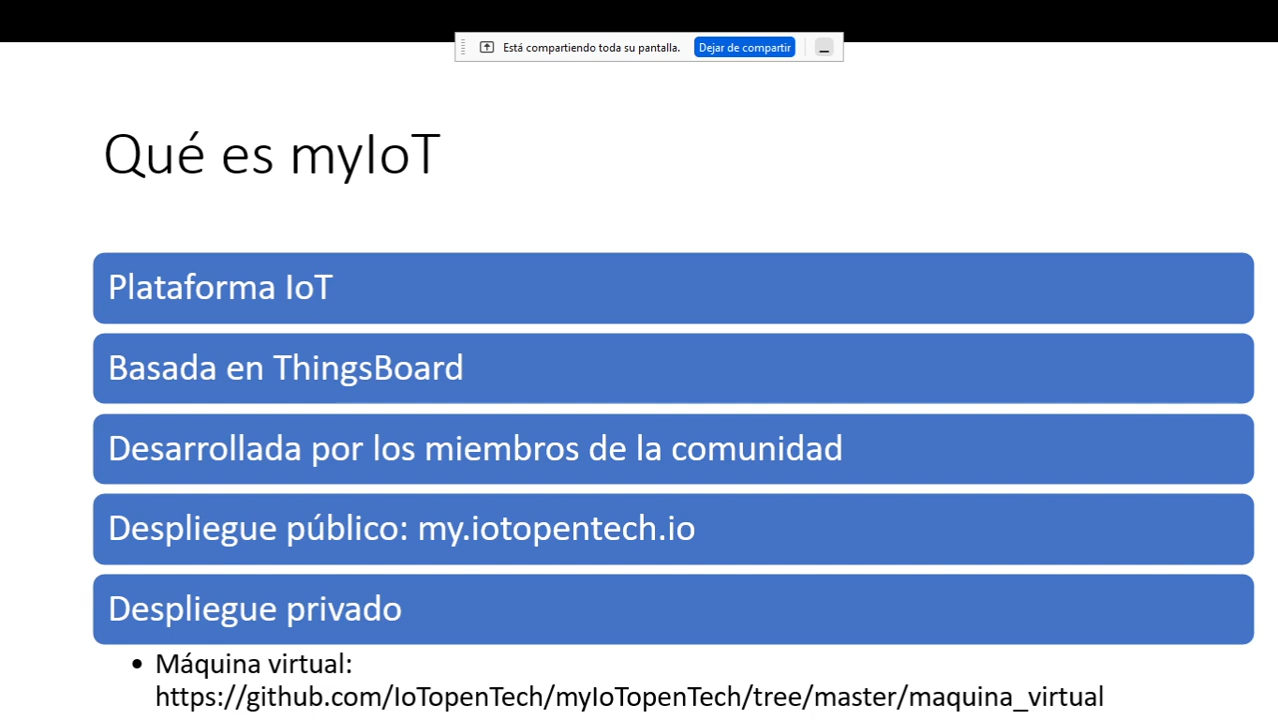 Está compartiendo toda su pantalla. Dejar de compartir
Qué es myIoT
Plataforma IoT
Basada en ThingsBoard
Desarrollada por los miembros de la comunidad
Despliegue público: my.iotopentech.io
Despliegue privado
• Máquina virtual:
https://github.com/IoTopenTech/myIoTopenTech/tree/master/maquina_virtual